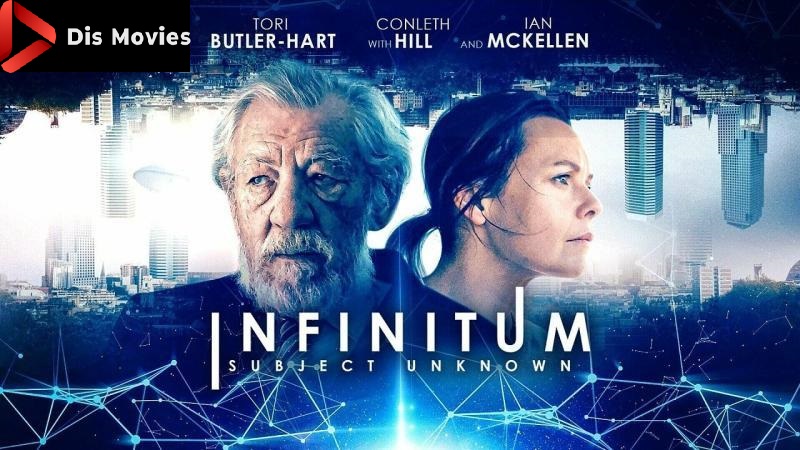 Dis Movies
TORI
BUTLER-HART
CONLETH
WITH HILL
IAN
AND MCKELLEN
INFINITUM
SUBJECT UNKNOWN